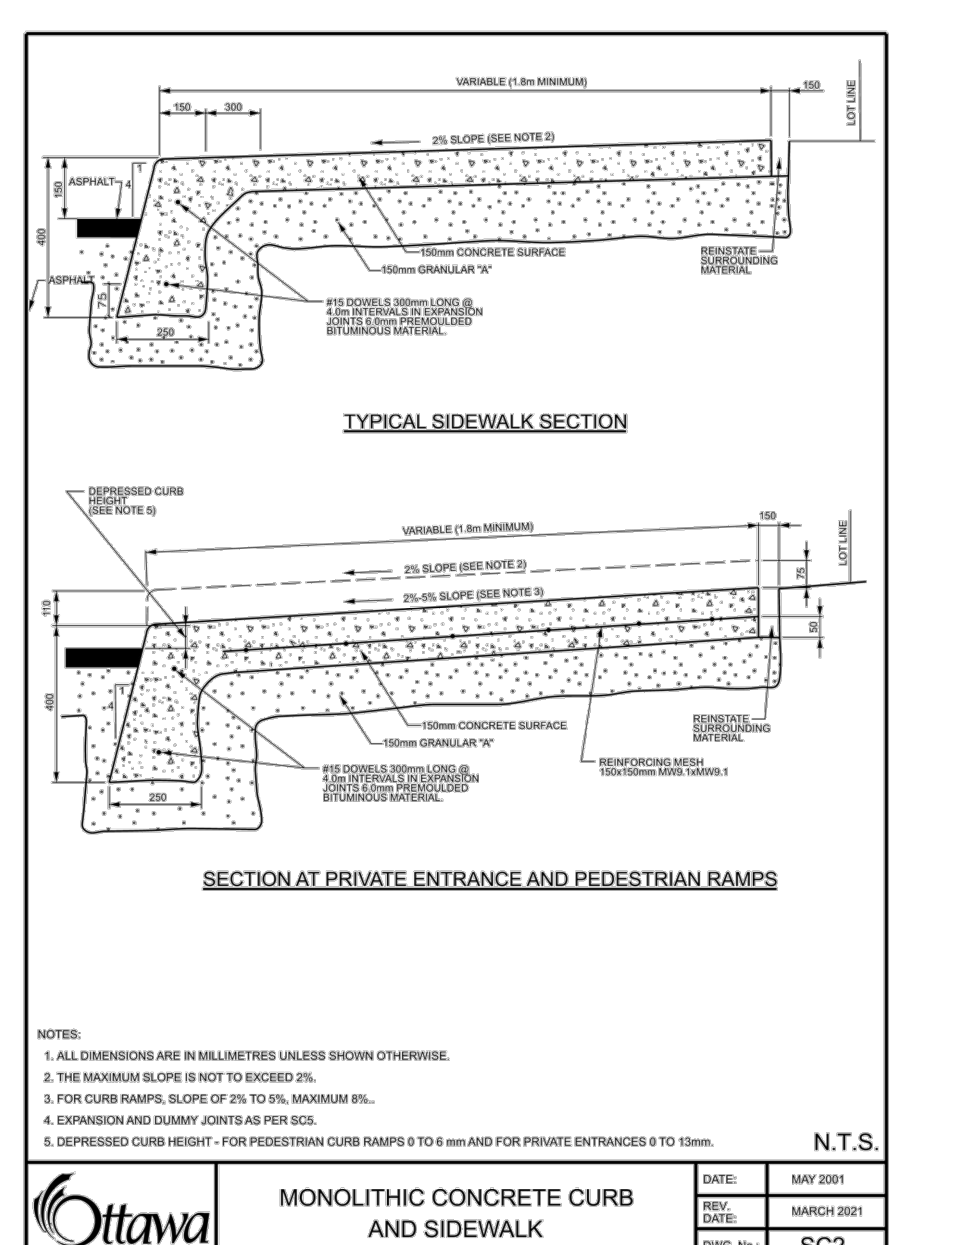 VARIABLE (1.8m MINIMUM)
150
LOT LINE
150
300
2% SLOPE (SEE NOTE 2)
1
4
ASPHALT
150
400
ASPHALT
75
250
150mm CONCRETE SURFACE
150mm GRANULAR "A"
REINSTATE
SURROUNDING
MATERIAL
#15 DOWELS 300mm LONG @
4.0m INTERVALS IN EXPANSION
JOINTS 6.0mm PREMOULDED
BITUMINOUS MATERIAL.
TYPICAL SIDEWALK SECTION
DEPRESSED CURB
HEIGHT
(SEE NOTE 5)
VARIABLE (1.8m MINIMUM)
150
LOT LINE
2% SLOPE (SEE NOTE 2)
75
2%-5% SLOPE (SEE NOTE 3)
110
50
400
1
4
150mm CONCRETE SURFACE
150mm GRANULAR "A"
REINSTATE
SURROUNDING
MATERIAL
REINFORCING MESH
150x150mm MW9.1xMW9.1
#15 DOWELS 300mm LONG @
4.0m INTERVALS IN EXPANSION
JOINTS 6.0mm PREMOULDED
BITUMINOUS MATERIAL.
250
SECTION AT PRIVATE ENTRANCE AND PEDESTRIAN RAMPS
NOTES:
1. ALL DIMENSIONS ARE IN MILLIMETRES UNLESS SHOWN OTHERWISE.
2. THE MAXIMUM SLOPE IS NOT TO EXCEED 2%.
3. FOR CURB RAMPS, SLOPE OF 2% TO 5%, MAXIMUM 8%..
4. EXPANSION AND DUMMY JOINTS AS PER SC5.
5. DEPRESSED CURB HEIGHT - FOR PEDESTRIAN CURB RAMPS 0 TO 6 mm AND FOR PRIVATE ENTRANCES 0 TO 13mm.
N.T.S.
Ottawa
MONOLITHIC CONCRETE CURB
AND SIDEWALK
DATE: MAY 2001
REV. DATE: MARCH 2021
DWG. No.: SC2